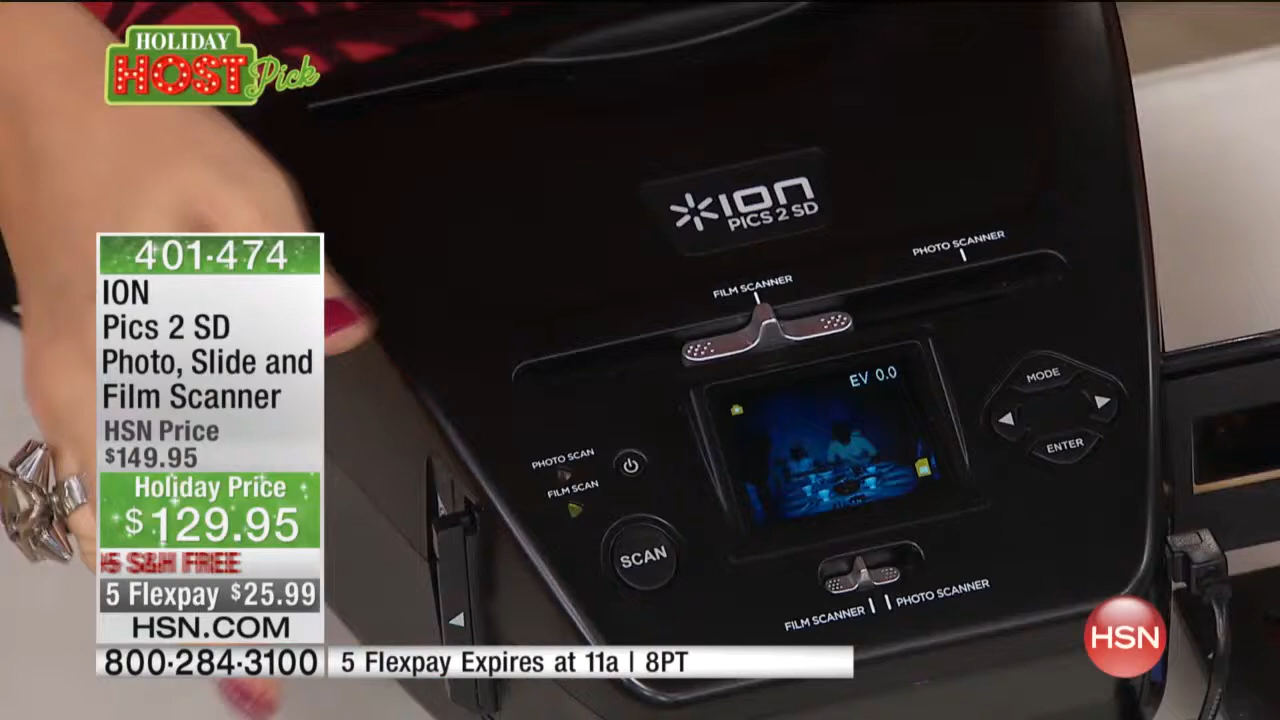 HOLIDAY
HOST
Pick
401-474
ION
Pics 2 SD
Photo, Slide and
Film Scanner
HSN Price
$149.95
Holiday Price
$129.95
S&H FREE
5 Flexpay $25.99
HSN.COM
800-284-3100
5 Flexpay Expires at 11a | 8PT
ION
PICS 2 SD
PHOTO SCANNER
FILM SCANNER
EV 0.0
MODE
ENTER
PHOTO SCAN
FILM SCAN
SCAN
FILM SCANNER
PHOTO SCANNER
HSN